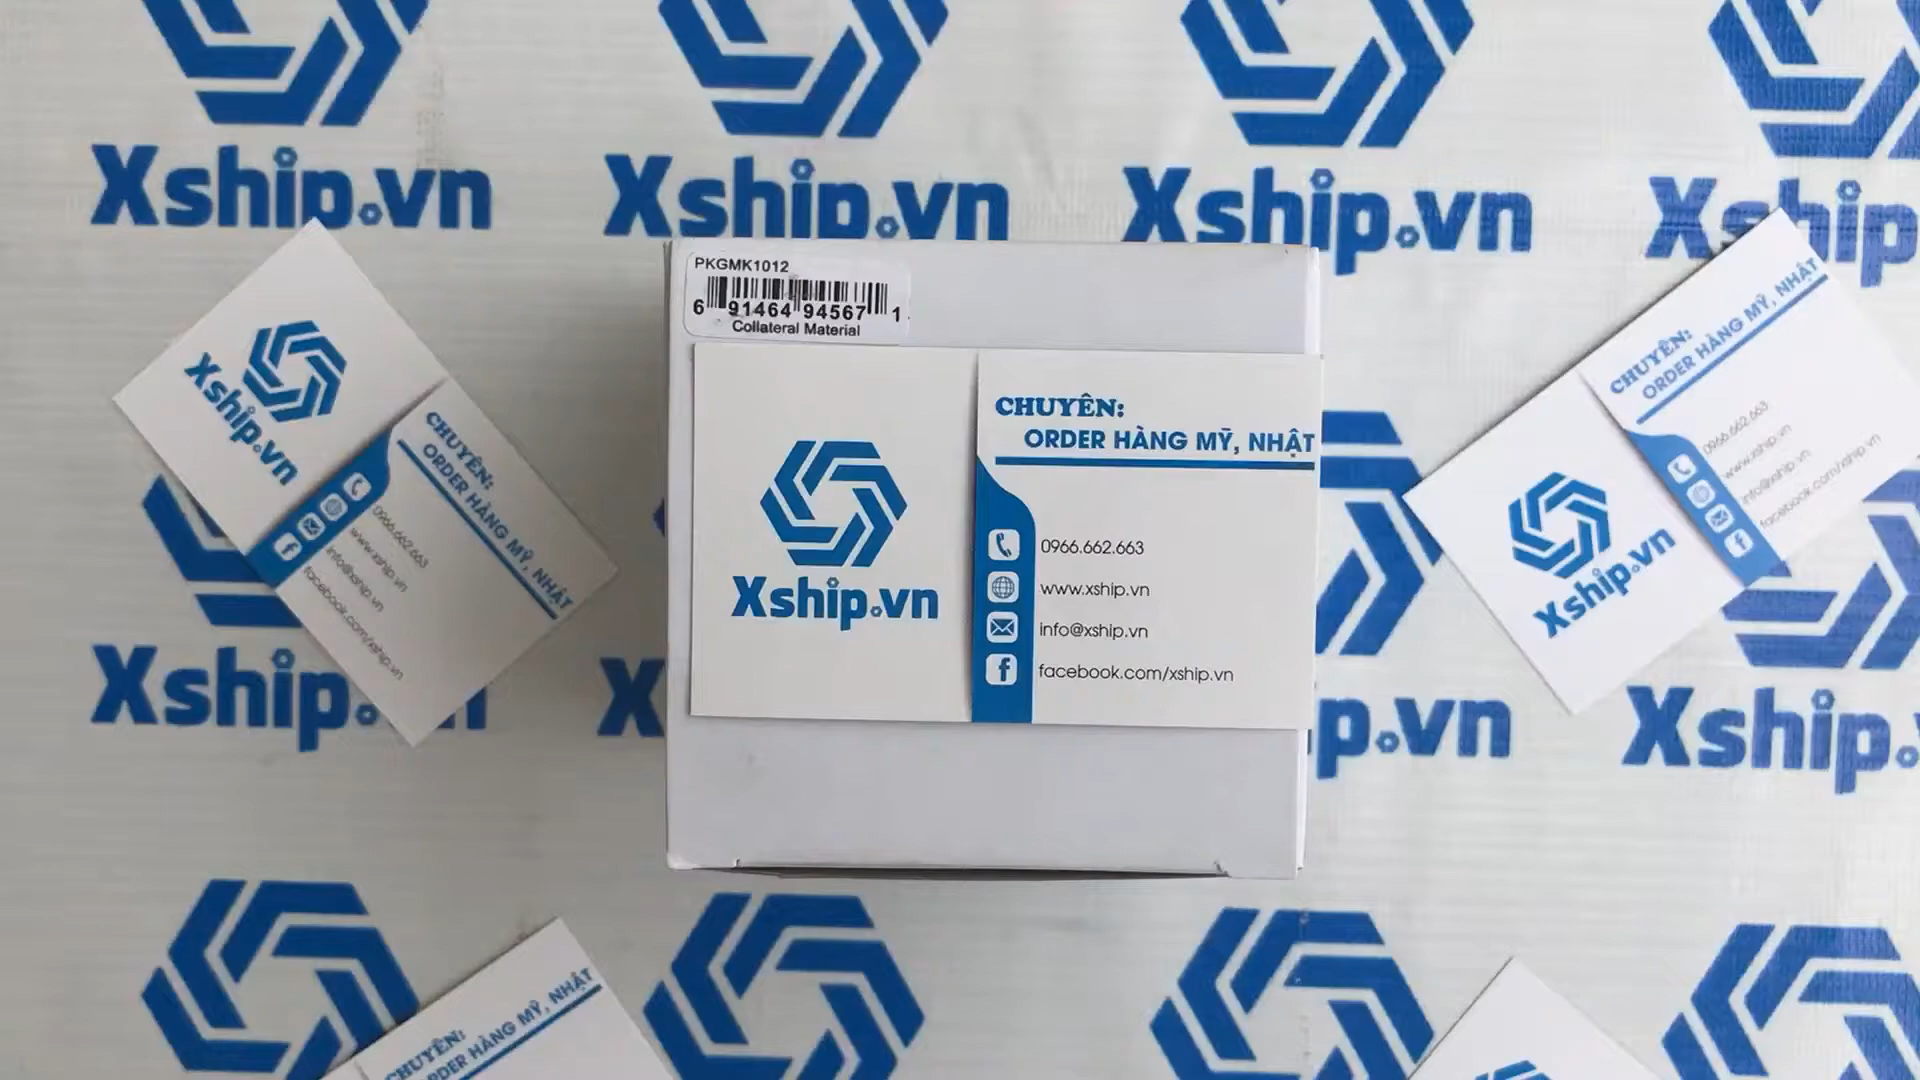 Xship.vn
Xship.vn
Xship.vn
Xship
PKGMK1012
6 91464 94567 1
Collateral Material
Xship.vn
CHUYÊN:
ORDER HÀNG MỸ, NHẬT
0966.662.663
www.xship.vn
info@xship.vn
facebook.com/xship.vn
Xship.vn
CHUYÊN:
ORDER HÀNG MỸ, NHẬT
0966.662.663
www.xship.vn
info@xship.vn
facebook.com/xship.vn
CHUYÊN:
ORDER HÀNG MỸ, NHẬT
0966.662.663
www.xship.vn
info@xship.vn
facebook.com/xship.vn
Xship.vn
Xship.vn
X
p.vn
Xship.
CHUYÊN:
ORDER HÀNG MỸ, NHẬT